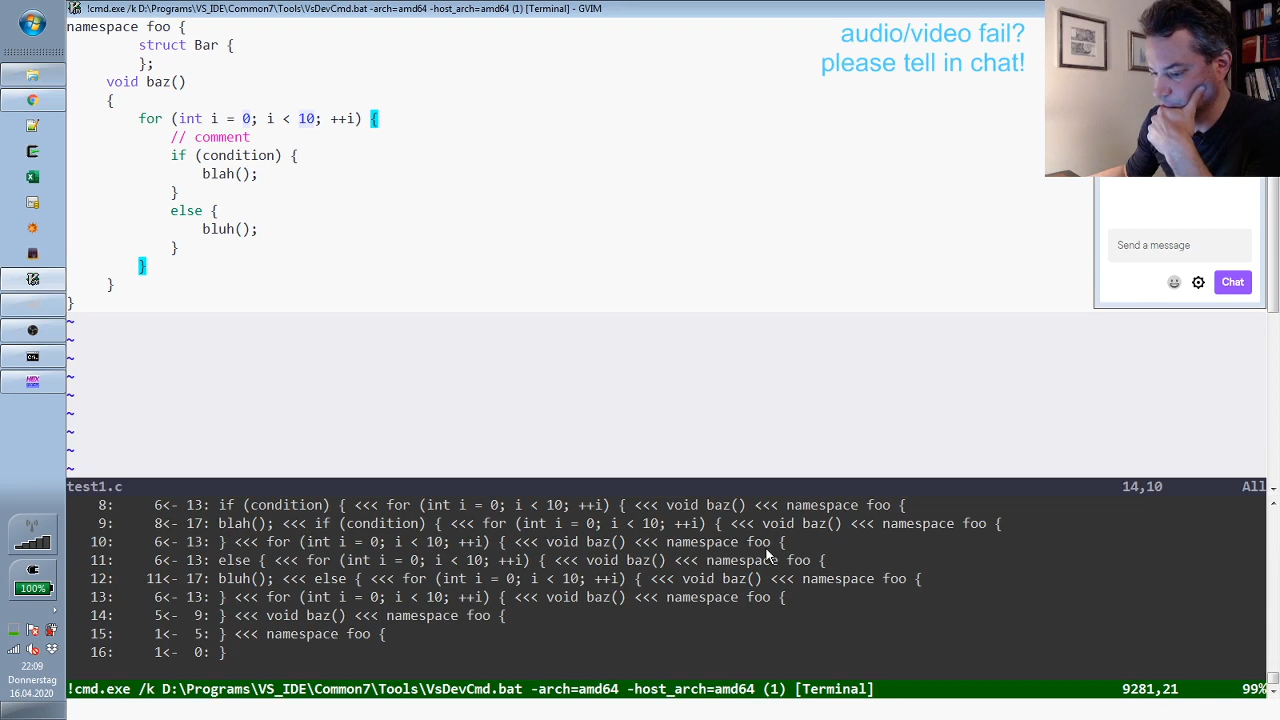 !cmd.exe /k D:\Programs\VS_IDE\Common7\Tools\VsDevCmd.bat -arch=amd64 -host_arch=amd64 (1) [Terminal] - GVIM
audio/video fail?
please tell in chat!
namespace foo {
struct Bar {
};
void baz()
{
for (int i = 0; i < 10; ++i) {
// comment
if (condition) {
blah();
}
else {
bluh();
}
}
}
}
~
~
~
~
~
~
~
~
~
Send a message
Chat
test1.c 14,10 All
8: 6<- 13: if (condition) { <<< for (int i = 0; i < 10; ++i) { <<< void baz() <<< namespace foo {
9: 8<- 17: blah(); <<< if (condition) { <<< for (int i = 0; i < 10; ++i) { <<< void baz() <<< namespace foo {
10: 6<- 13: } <<< for (int i = 0; i < 10; ++i) { <<< void baz() <<< namespace foo {
11: 6<- 13: else { <<< for (int i = 0; i < 10; ++i) { <<< void baz() <<< namespace foo {
12: 11<- 17: bluh(); <<< else { <<< for (int i = 0; i < 10; ++i) { <<< void baz() <<< namespace foo {
13: 6<- 13: } <<< for (int i = 0; i < 10; ++i) { <<< void baz() <<< namespace foo {
14: 5<- 9: } <<< void baz() <<< namespace foo {
15: 1<- 5: } <<< namespace foo {
16: 1<- 0: }
!cmd.exe /k D:\Programs\VS_IDE\Common7\Tools\VsDevCmd.bat -arch=amd64 -host_arch=amd64 (1) [Terminal] 9281,21 99%
HEX
100%
22:09
Donnerstag
16.04.2020